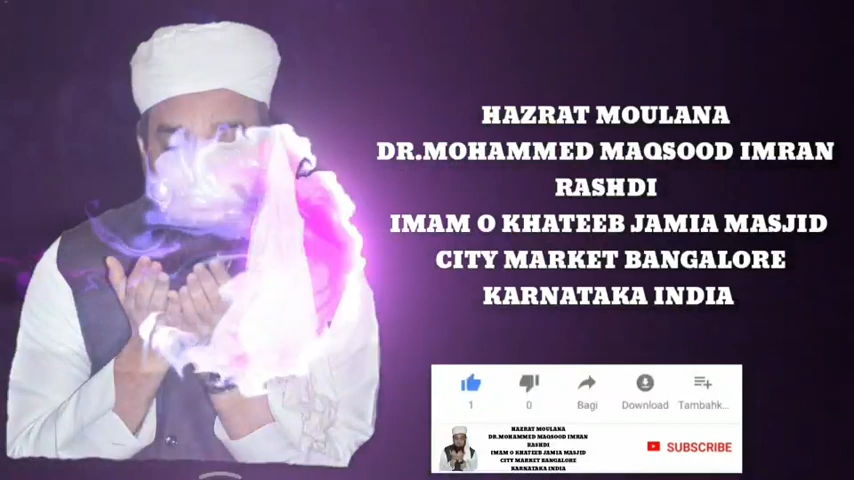 HAZRAT MOULANA
DR.MOHAMMED MAQSOOD IMRAN
RASHDI
IMAM O KHATEEB JAMIA MASJID
CITY MARKET BANGALORE
KARNATAKA INDIA
1 0 Bagi Download Tambahk...
HAZRAT MOULANA
DR.MOHAMMED MAQSOOD IMRAN
RASHDI
IMAM O KHATEEB JAMIA MASJID
CITY MARKET BANGALORE
KARNATAKA INDIA
SUBSCRIBE